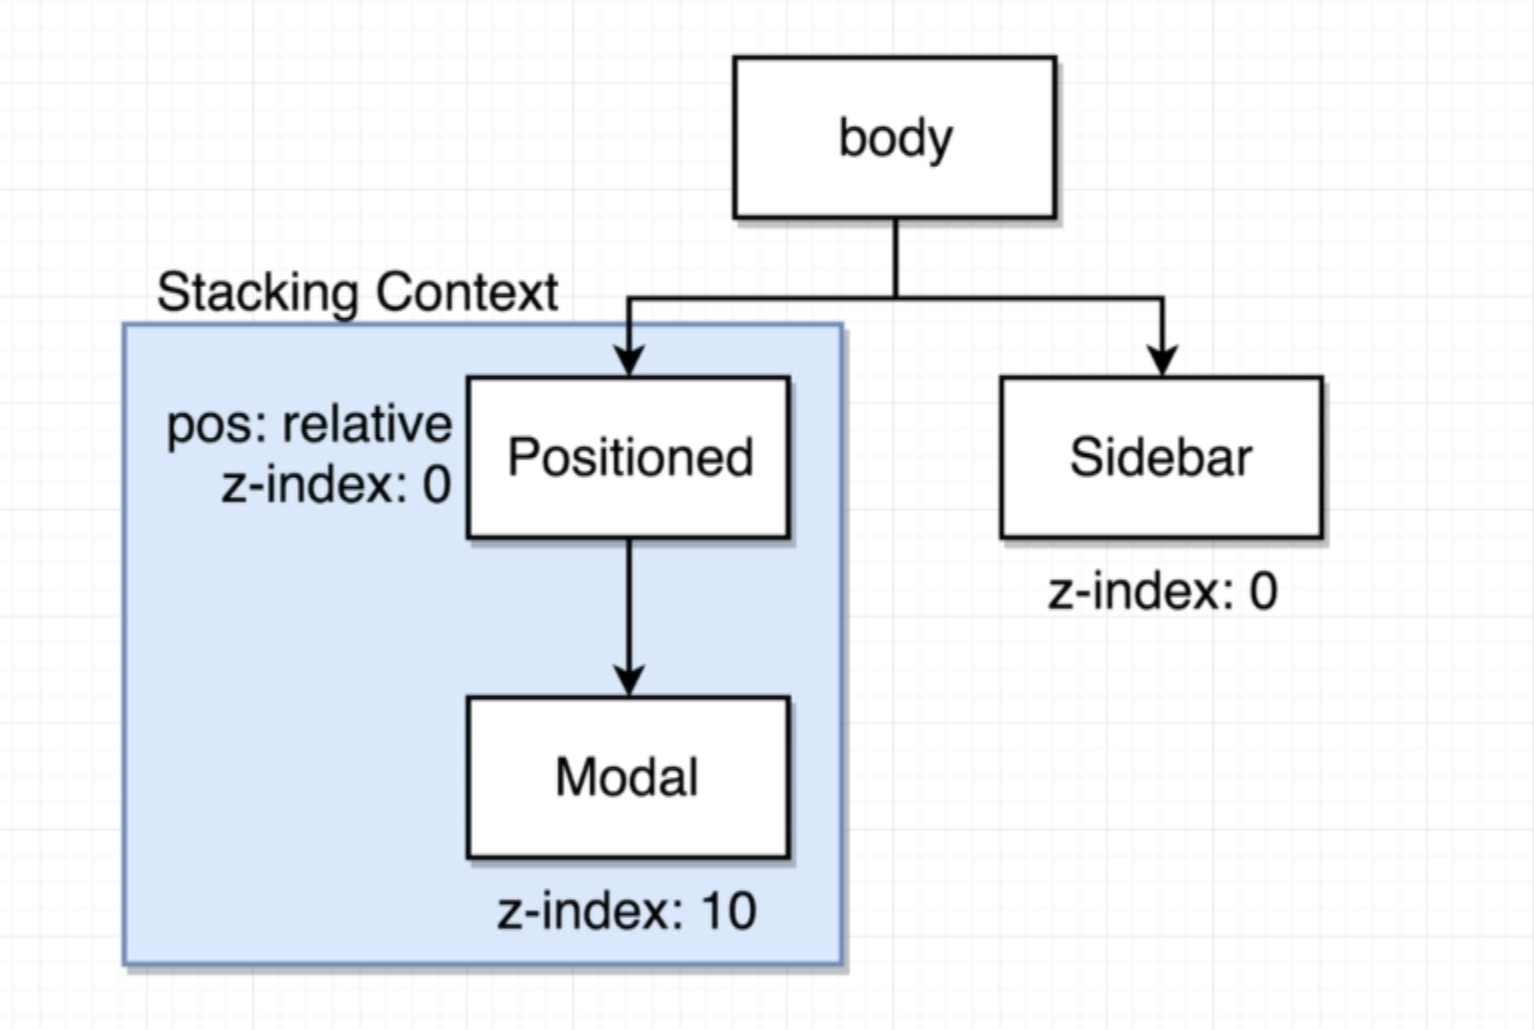 body
Stacking Context
pos: relative
z-index: 0
Positioned
Sidebar
z-index: 0
Modal
z-index: 10